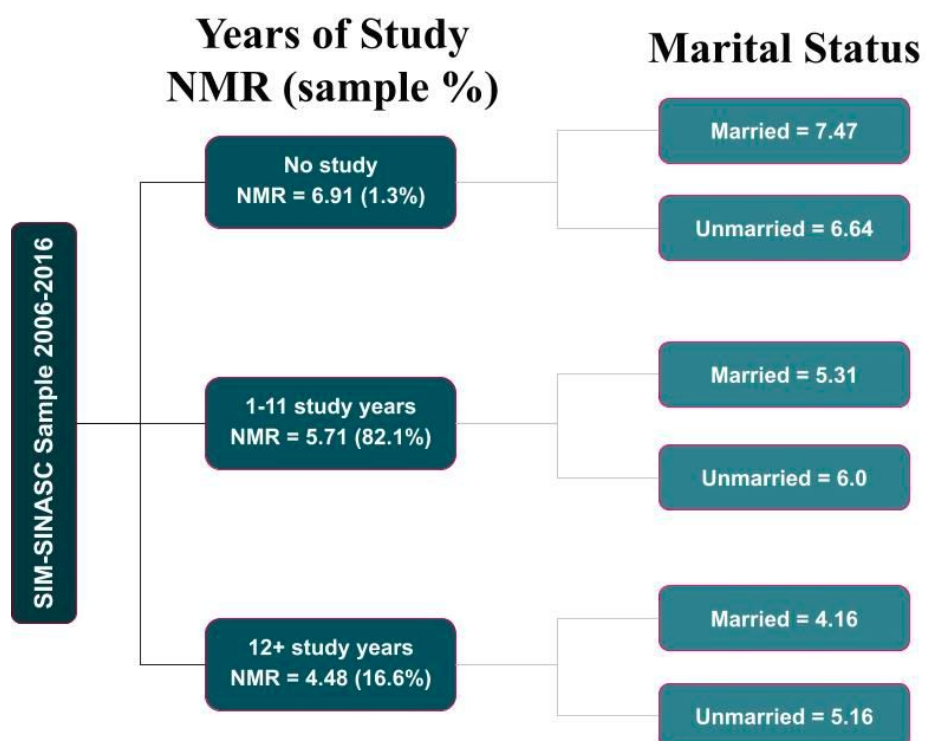 Years of Study
NMR (sample %)
Marital Status
SIM-SINASC Sample 2006-2016
No study
NMR = 6.91 (1.3%)
Married = 7.47
Unmarried = 6.64
1-11 study years
NMR = 5.71 (82.1%)
Married = 5.31
Unmarried = 6.0
12+ study years
NMR = 4.48 (16.6%)
Married = 4.16
Unmarried = 5.16